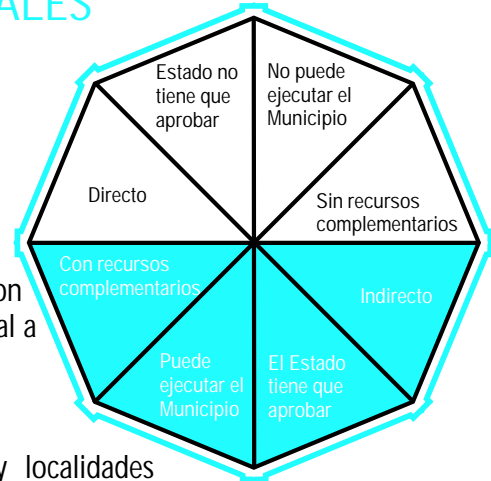 ALES
Estado no
tiene que
aprobar
No puede
ejecutar el
Municipio
Directo
Sin recursos
complementarios
Con recursos
complementarios
Indirecto
Puede
ejecutar el
Municipio
El Estado
tiene que
aprobar
on
al a
y localidades